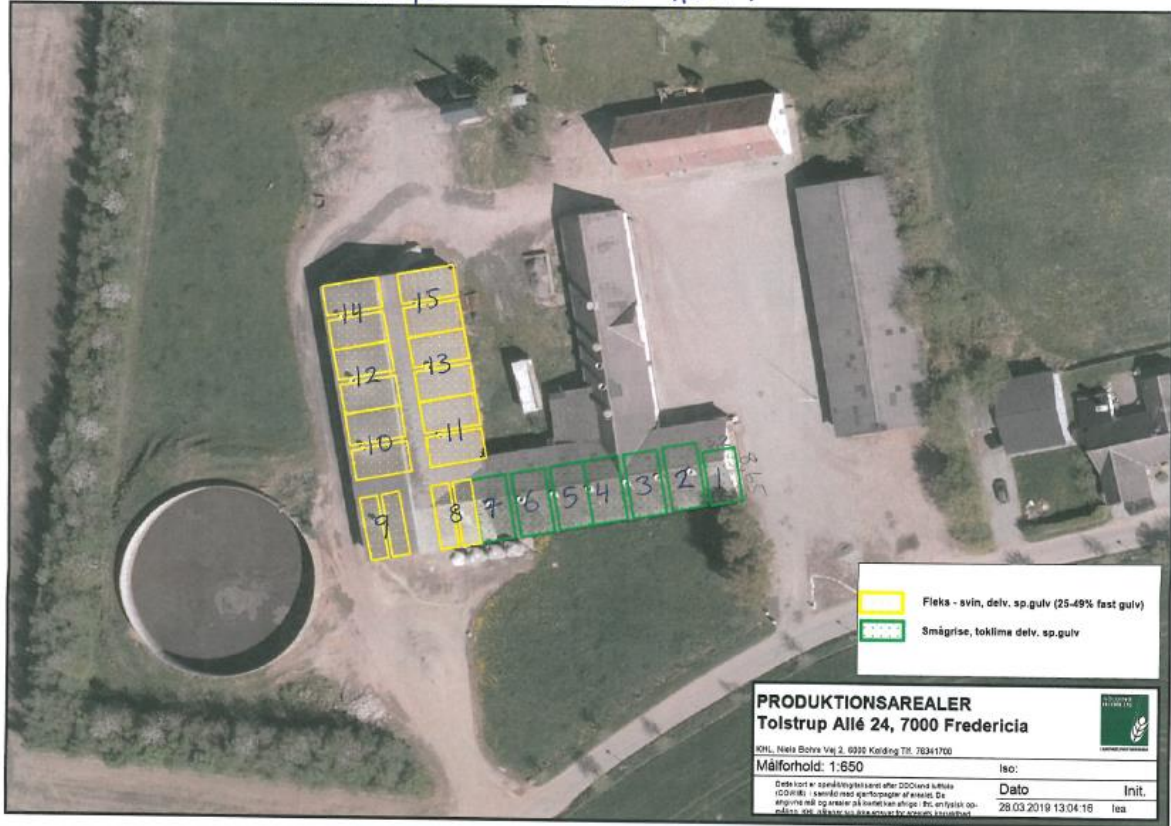 14
15
12
13
10
11
9
8
7
6
5
4
3
2
1
Fleks - svin, delv. sp.gulv (25-49% fast gulv)
Smågrise, toklima delv. sp.gulv
PRODUKTIONSAREALER
Tolstrup Allé 24, 7000 Fredericia
KHL, Niels Bohrs Vej 2, 6000 Kolding Tlf. 76341700
Målforhold: 1:650
Iso:
Dato
Init.
28.03.2019 13:04:16
lea